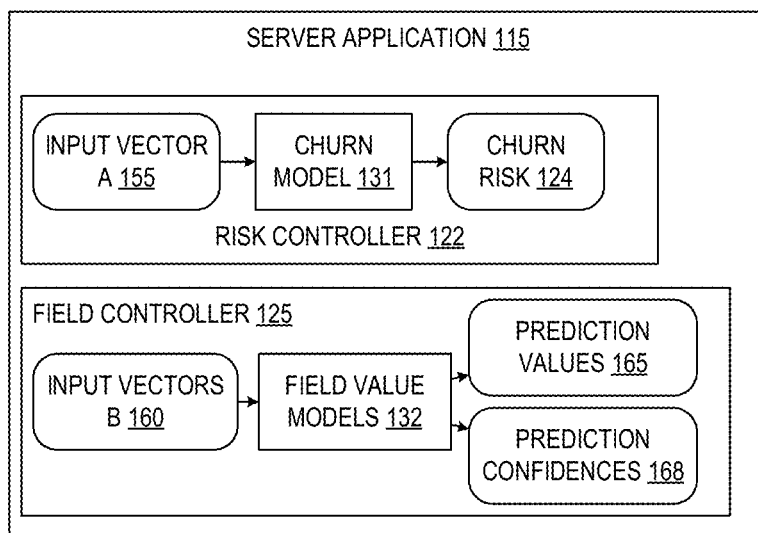 SERVER APPLICATION 115
INPUT VECTOR
A 155
CHURN
MODEL 131
CHURN
RISK 124
RISK CONTROLLER 122
FIELD CONTROLLER 125
INPUT VECTORS
B 160
FIELD VALUE
MODELS 132
PREDICTION
VALUES 165
PREDICTION
CONFIDENCES 168